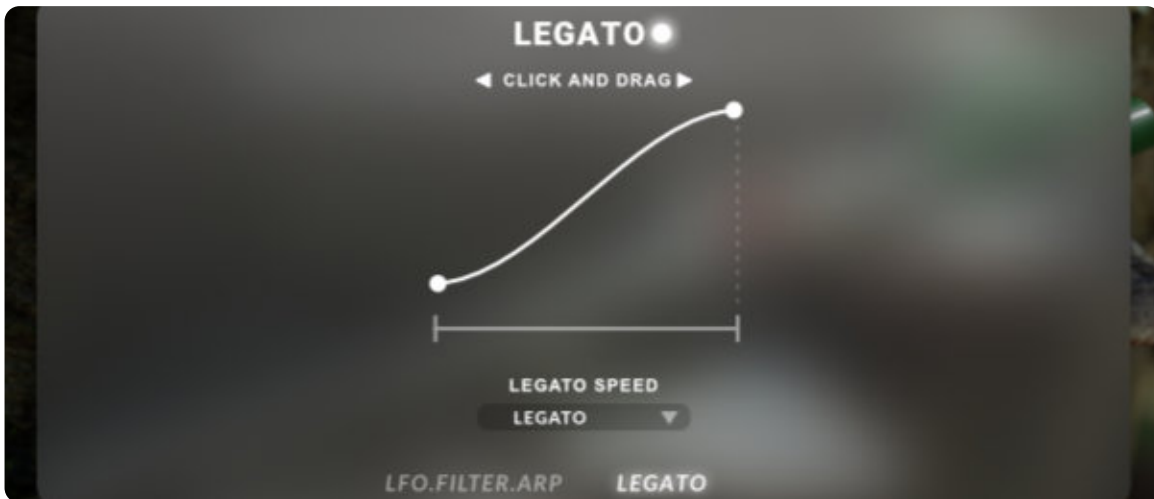 LEGATO
CLICK AND DRAG
LEGATO SPEED
LEGATO
LFO.FILTER.ARP LEGATO